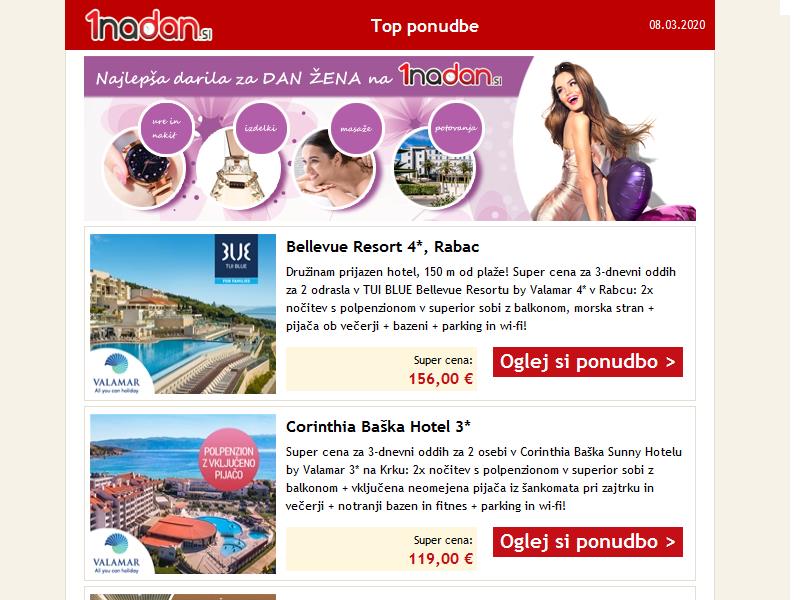 1nadan.si
Top ponudbe
08.03.2020
Najlepša darila za DAN ŽENA na 1nadan.si
ure in
nakit
izdelki
masaže
potovanja
BLUE
TUI BLUE
FOR FAMILIES
VALAMAR
All you can holiday
Bellevue Resort 4*, Rabac
Družinam prijazen hotel, 150 m od plaže! Super cena za 3-dnevni oddih
za 2 odrasla v TUI BLUE Bellevue Resortu by Valamar 4* v Rabcu: 2x
nočitev s polpenzionom v superior sobi z balkonom, morska stran +
pijača ob večerji + bazeni + parking in wi-fi!
Super cena:
156,00 €
Oglej si ponudbo >
POLPENZION
Z VKLJUČENO
PIJAČO
VALAMAR
All you can holiday
Corinthia Baška Hotel 3*
Super cena za 3-dnevni oddih za 2 osebi v Corinthia Baška Sunny Hotelu
by Valamar 3* na Krku: 2x nočitev s polpenzionom v superior sobi z
balkonom + vključena neomejena pijača iz šankomata pri zajtrku in
večerji + notranji bazen in fitnes + parking in wi-fi!
Super cena:
119,00 €
Oglej si ponudbo >